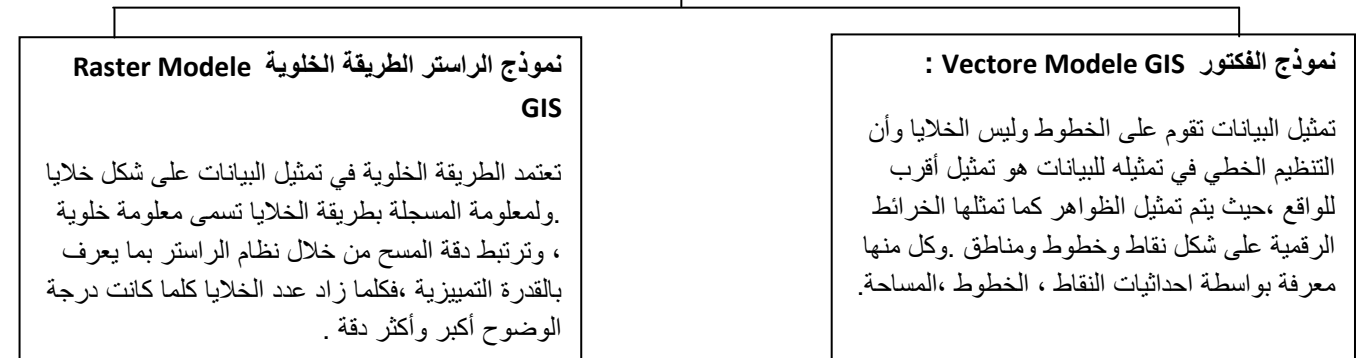 نموذج الفكتور Vectore Modele GIS :
تمثيل البيانات تقوم على الخطوط وليس الخلايا وأن
التنظيم الخطي في تمثيله للبيانات هو تمثيل أقرب
للواقع ،حيث يتم تمثيل الظواهر كما تمثلها الخرائط
الرقمية على شكل نقاط وخطوط ومناطق .وكل منها
معرفة بواسطة احداثيات النقاط ، الخطوط ،المساحة.
نموذج الراستر الطريقة الخلوية Raster Modele
GIS
تعتمد الطريقة الخلوية في تمثيل البيانات على شكل خلايا
.ولمعلومة المسجلة بطريقة الخلايا تسمى معلومة خلوية
، وترتبط دقة المسح من خلال نظام الراستر بما يعرف
بالقدرة التمييزية ،فكلما زاد عدد الخلايا كلما كانت درجة
الوضوح أكبر وأكثر دقة .